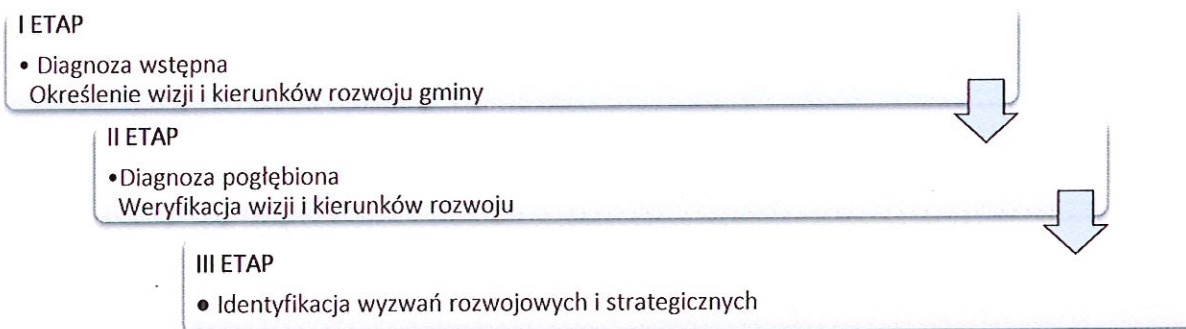 I ETAP
• Diagnoza wstępna
Określenie wizji i kierunków rozwoju gminy
II ETAP
•Diagnoza pogłębiona
Weryfikacja wizji i kierunków rozwoju
III ETAP
• Identyfikacja wyzwań rozwojowych i strategicznych